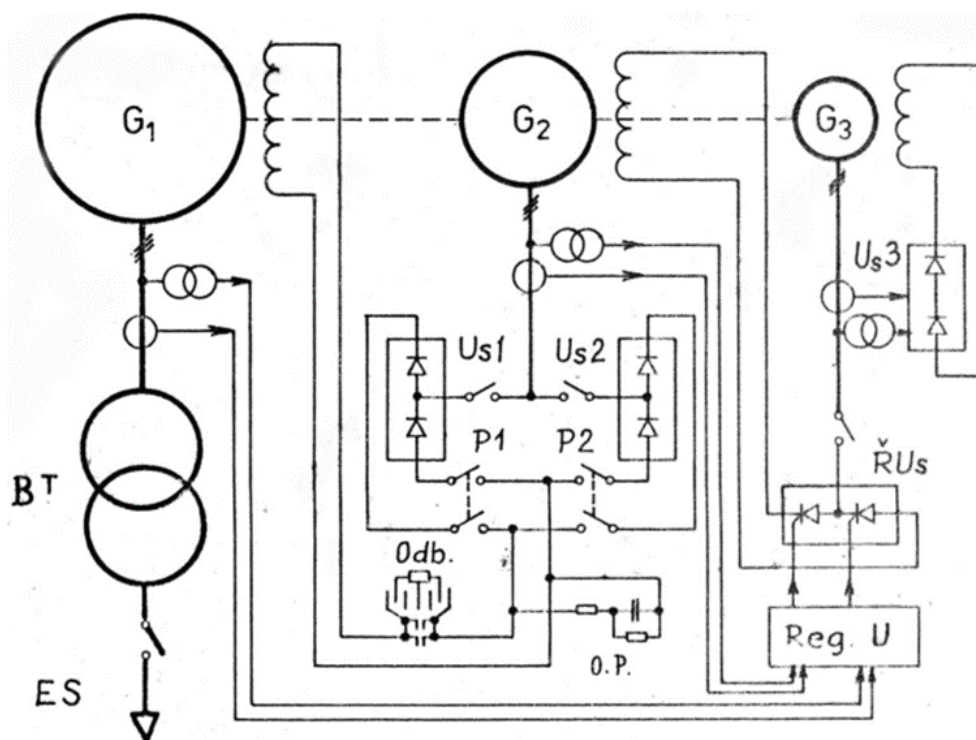 G1
G2
G3
Us3
Us1
Us2
P1
P2
ŘUs
BT
Odb.
O.P.
Reg. U
ES